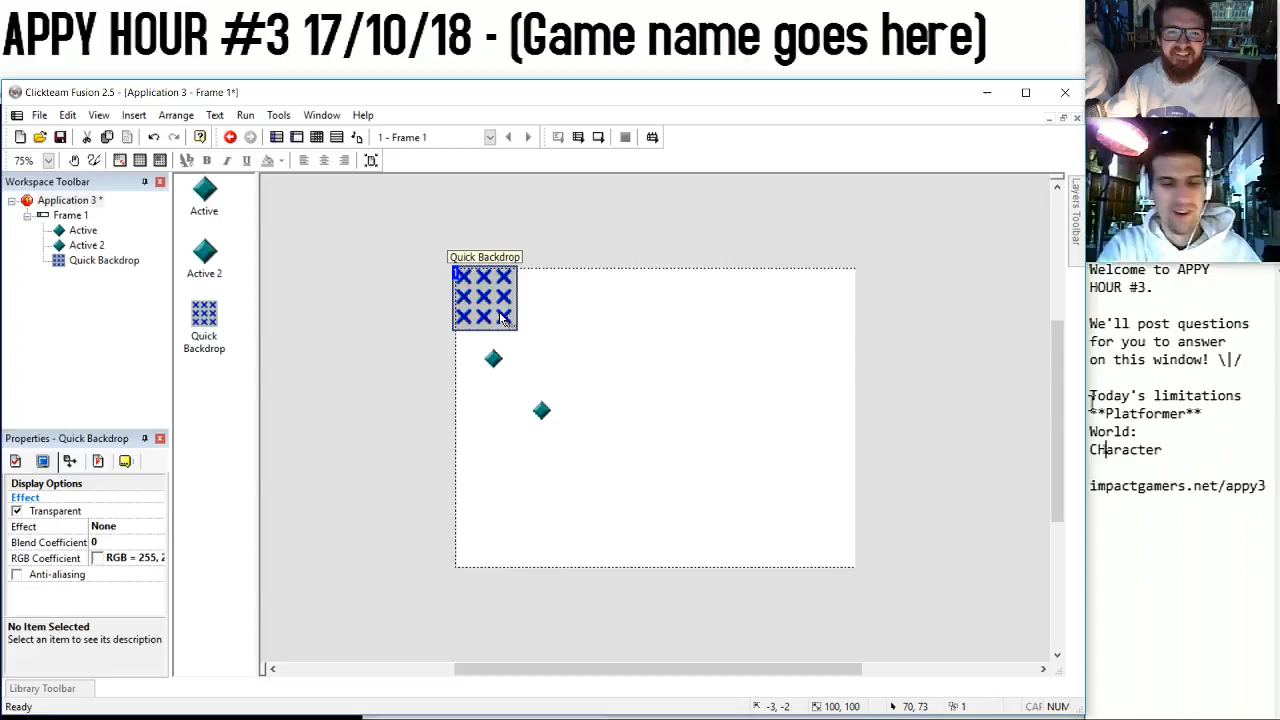 APPY HOUR #3 17/10/18 - (Game name goes here)
Clickteam Fusion 2.5 - [Application 3 - Frame 1*]
File Edit View Insert Arrange Text Run Tools Window Help
1 - Frame 1
75%
B I U
Workspace Toolbar
Application 3 *
Frame 1
Active
Active 2
Quick Backdrop
Active
Active 2
Quick
Backdrop
Quick Backdrop
Layers Toolbar
Properties - Quick Backdrop
Display Options
Effect
Transparent
Effect None
Blend Coefficient 0
RGB Coefficient RGB = 255, 2
Anti-aliasing
No Item Selected
Select an item to see its description
Library Toolbar
Ready
-3, -2 100, 100 70, 73 1 CAP NUM
Welcome to APPY
HOUR #3.
We'll post questions
for you to answer
on this window! \|/
Today's limitations
**Platformer**
World:
CHaracter
impactgamers.net/appy3